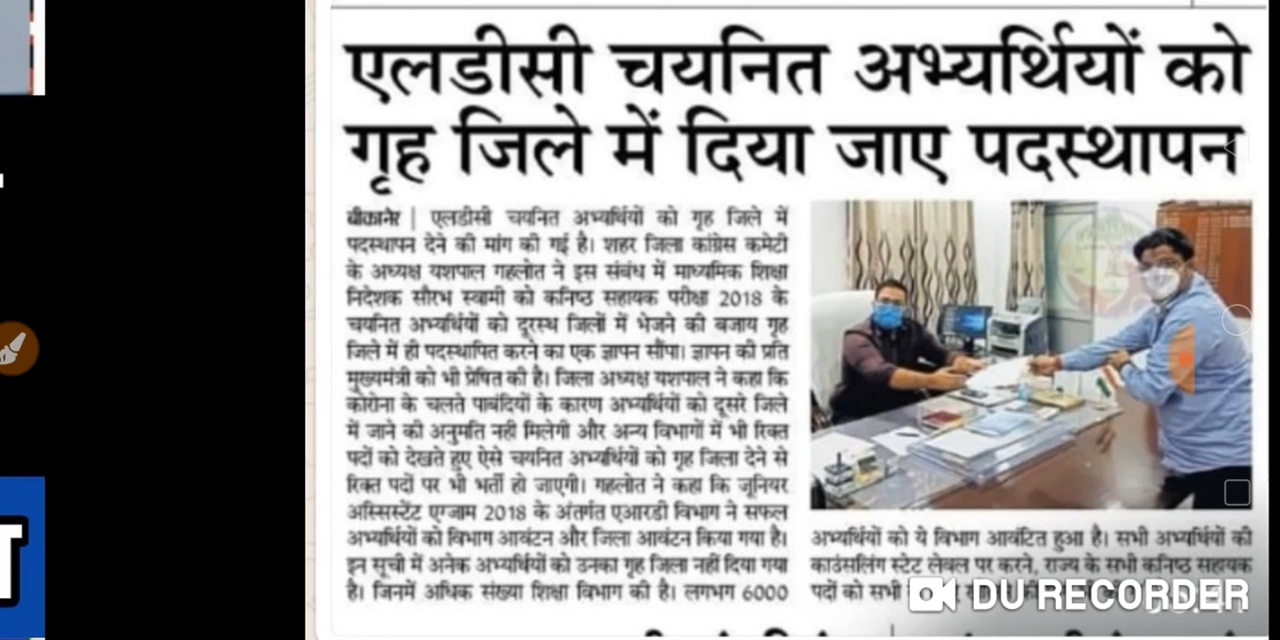 एलडीसी चयनित अभ्यर्थियों को
गृह जिले में दिया जाए पदस्थापन
बीकानेर | एलडीसी चयनित अभ्यर्थियों को गृह जिले में
पदस्थापन देने की मांग की गई है। शहर जिला कांग्रेस कमेटी
के अध्यक्ष यशपाल गहलोत ने इस संबंध में माध्यमिक शिक्षा
निदेशक सौरभ स्वामी को कनिष्ठ सहायक परीक्षा 2018 के
चयनित अभ्यर्थियों को दूरस्थ जिलों में भेजने की बजाय गृह
जिले में ही पदस्थापित करने का एक ज्ञापन सौंपा। ज्ञापन की प्रति
मुख्यमंत्री को भी प्रेषित की है। जिला अध्यक्ष यशपाल ने कहा कि
कोरोना के चलते पाबंदियों के कारण अभ्यर्थियों को दूसरे जिले
में जाने की अनुमति नही मिलेगी और अन्य विभागों में भी रिक्त
पदों को देखते हुए ऐसे चयनित अभ्यर्थियों को गृह जिला देने से
रिक्त पदों पर भी भर्ती हो जाएगी। गहलोत ने कहा कि जूनियर
अस्सिस्टेंट एग्जाम 2018 के अंतर्गत एआरडी विभाग ने सफल
अभ्यर्थियों को विभाग आवंटन और जिला आवंटन किया गया है।
इन सूची में अनेक अभ्यर्थियों को उनका गृह जिला नहीं दिया गया
है। जिनमें अधिक संख्या शिक्षा विभाग की है। लगभग 6000
अभ्यर्थियों को ये विभाग आवंटित हुआ है। सभी अभ्यर्थियों की
काउंसलिंग स्टेट लेवल पर करने, राज्य के सभी कनिष्ठ सहायक
पदों को सभी
DU RECORDER
T